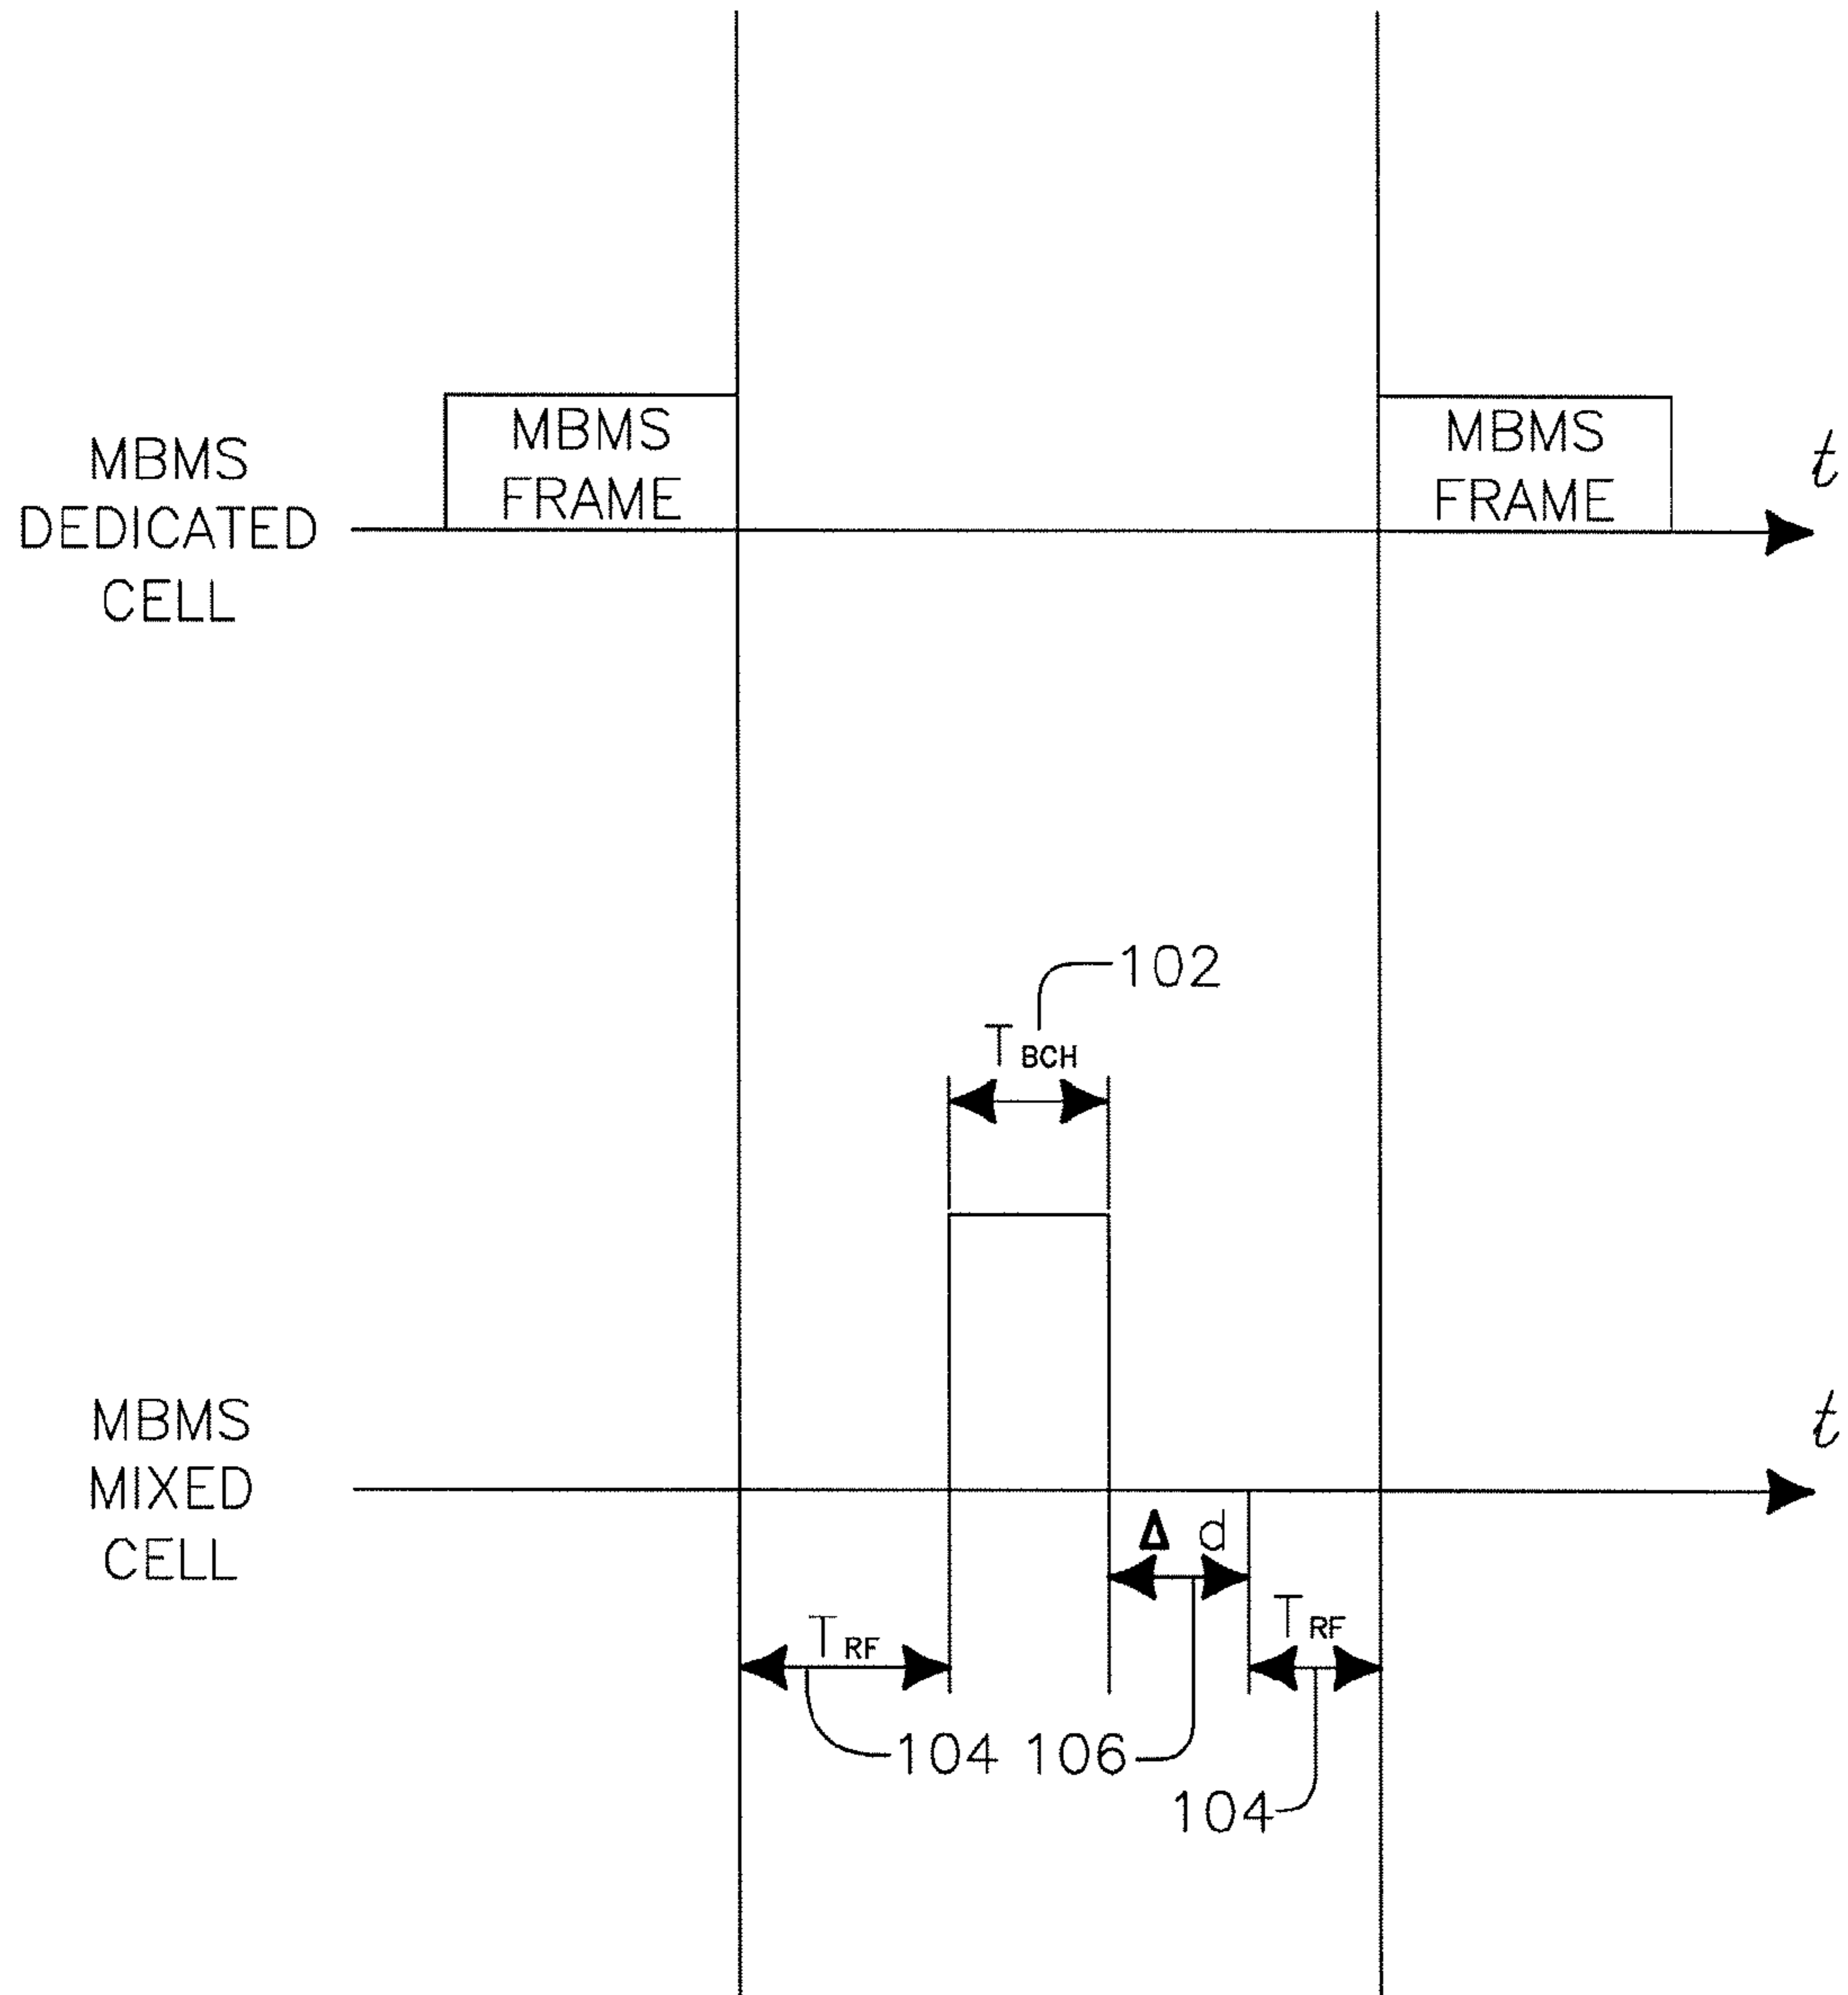 MBMS
FRAME
MBMS
FRAME
t
MBMS
DEDICATED
CELL
102
T BCH
MBMS
MIXED
CELL
t
Δ d
T RF
T RF
104
106
104